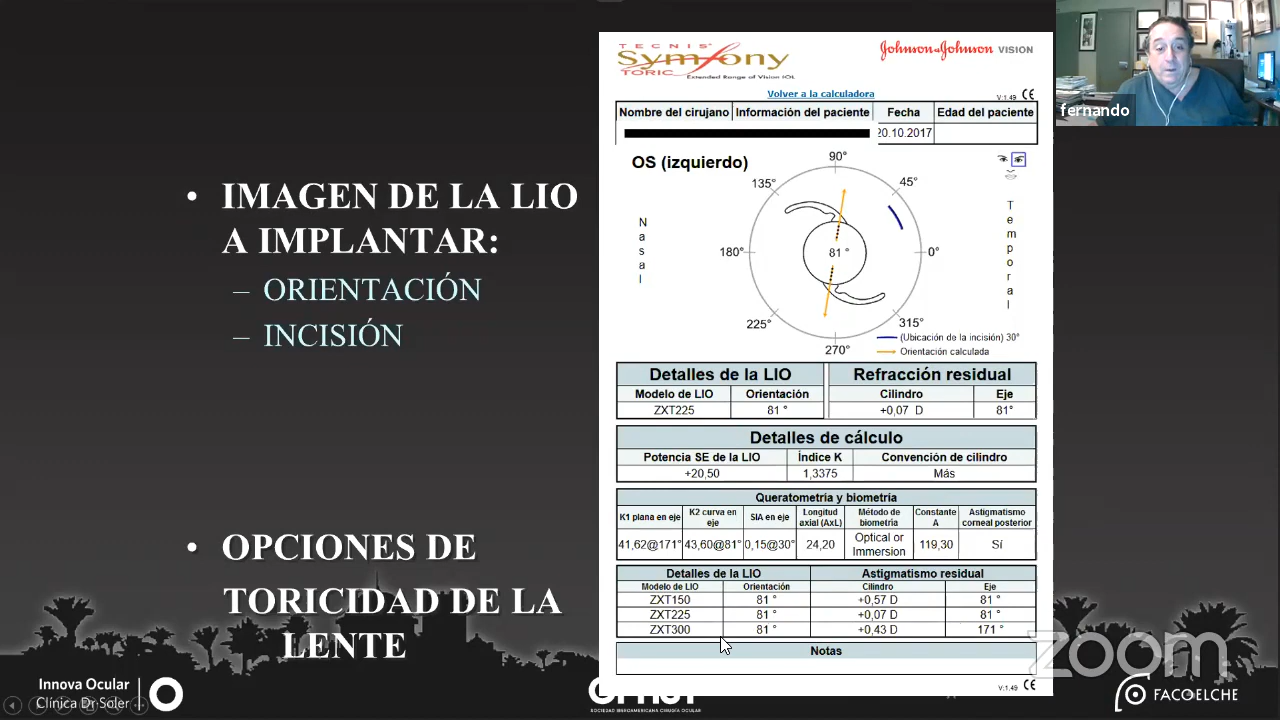 IMAGEN DE LA LIO
A IMPLANTAR:
– ORIENTACIÓN
– INCISIÓN
OPCIONES DE
TORICIDAD DE LA
LENTE
Innova Ocular
Clínica Dr Soler
TECNIS
Symfony
TORIC
Extended Range of Vision IOL
Johnson & Johnson VISION
Volver a la calculadora
V:1.49 CE
Nombre del cirujano Información del paciente Fecha Edad del paciente
20.10.2017
OS (izquierdo)
90°
135° 45°
Nasal
Temporal
180° 81 ° 0°
225° 315°
270°
(Ubicación de la incisión) 30°
Orientación calculada
Detalles de la LIO Refracción residual
Modelo de LIO Orientación Cilindro Eje
ZXT225 81 ° +0,07 D 81°
Detalles de cálculo
Potencia SE de la LIO Índice K Convención de cilindro
+20,50 1,3375 Más
Queratometría y biometría
K1 plana en eje K2 curva en eje SIA en eje Longitud axial (AxL) Método de biometría Constante A Astigmatismo corneal posterior
41,62@171° 43,60@81° 0,15@30° 24,20 Optical or Immersion 119,30 Sí
Detalles de la LIO Astigmatismo residual
Modelo de LIO Orientación Cilindro Eje
ZXT150 81 ° +0,57 D 81 °
ZXT225 81 ° +0,07 D 81 °
ZXT300 81 ° +0,43 D 171 °
Notas
V:1.49 CE
SOCIEDAD IBEROAMERICANA CIRUGÍA OCULAR
fernando
zoom
FACOELCHE